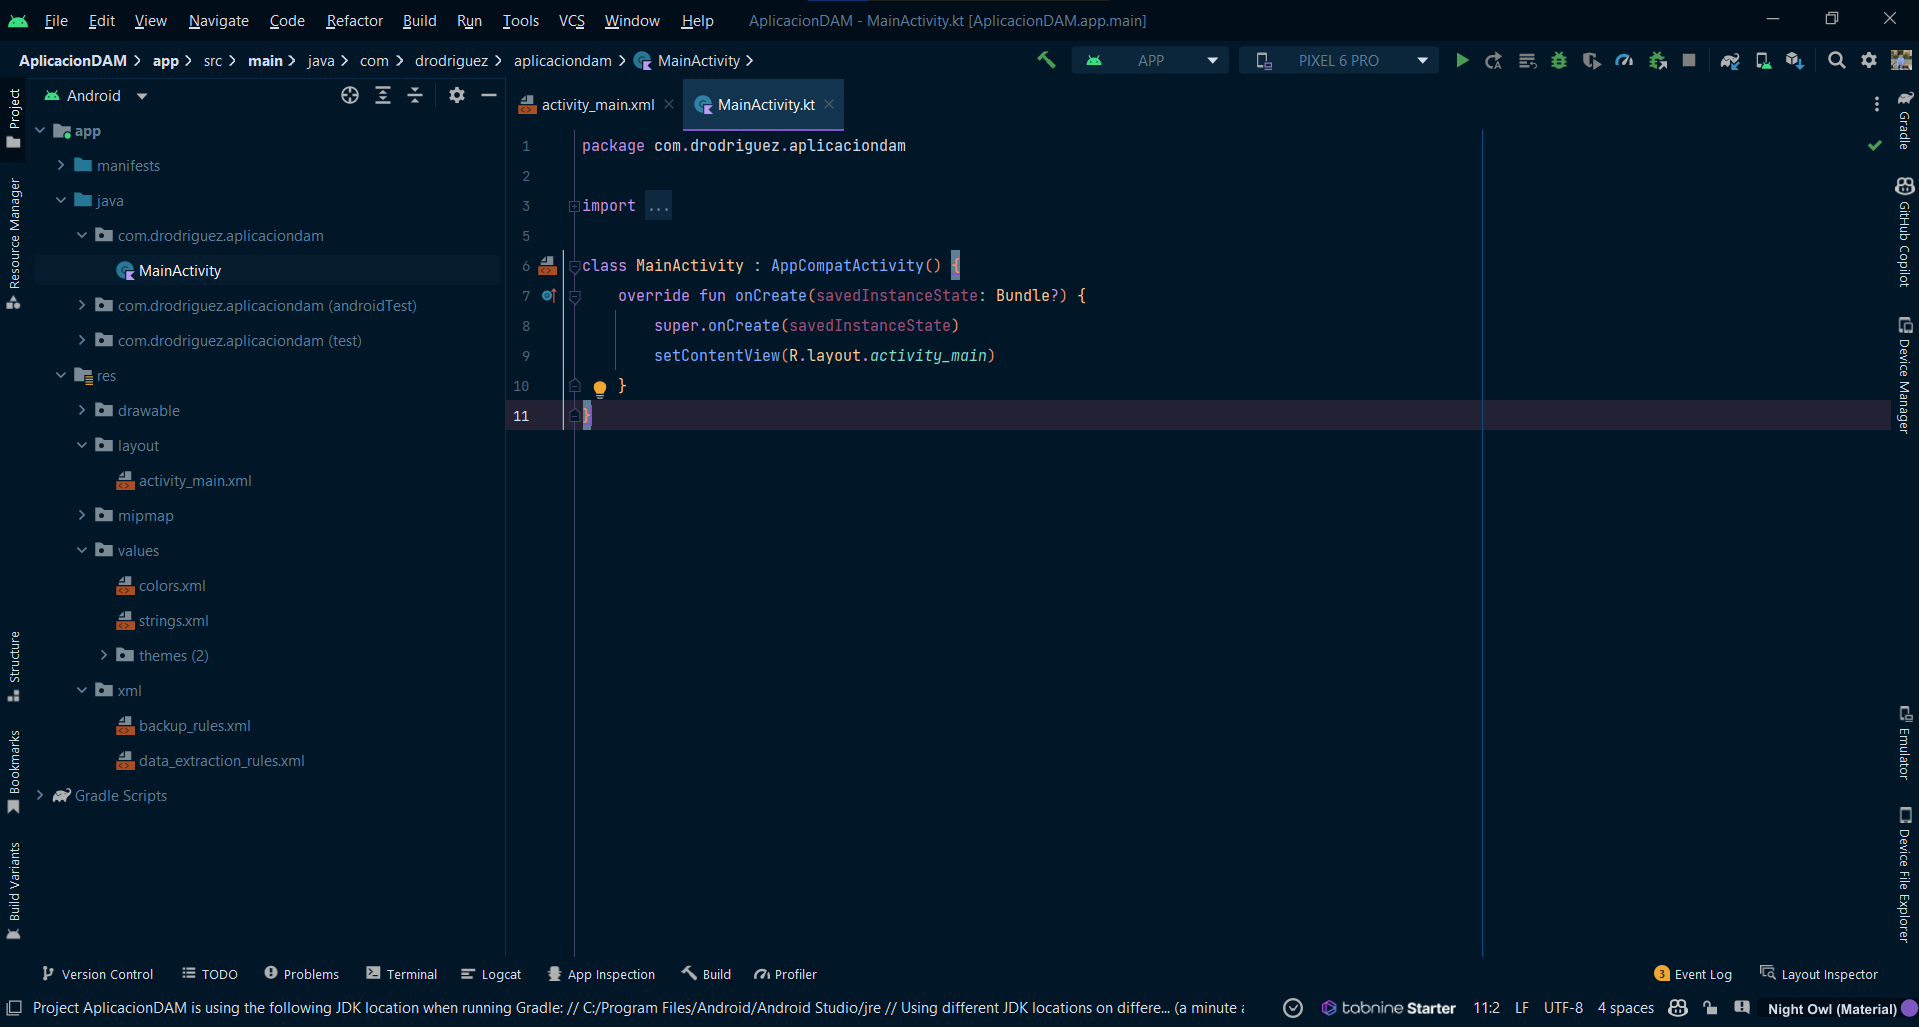 File Edit View Navigate Code Refactor Build Run Tools VCS Window Help AplicacionDAM - MainActivity.kt [AplicacionDAM.app.main]
AplicacionDAM app src main java com drodriguez aplicaciondam MainActivity APP PIXEL 6 PRO
Project
Resource Manager
Structure
Bookmarks
Build Variants
Android
app
manifests
java
com.drodriguez.aplicaciondam
MainActivity
com.drodriguez.aplicaciondam (androidTest)
com.drodriguez.aplicaciondam (test)
res
drawable
layout
activity_main.xml
mipmap
values
colors.xml
strings.xml
themes (2)
xml
backup_rules.xml
data_extraction_rules.xml
Gradle Scripts
activity_main.xml MainActivity.kt
1 package com.drodriguez.aplicaciondam
2
3 import ...
5
6 class MainActivity : AppCompatActivity() {
7 override fun onCreate(savedInstanceState: Bundle?) {
8 super.onCreate(savedInstanceState)
9 setContentView(R.layout.activity_main)
10 }
11 }
Gradle
GitHub Copilot
Device Manager
Emulator
Device File Explorer
Version Control TODO Problems Terminal Logcat App Inspection Build Profiler 3 Event Log Layout Inspector
Project AplicacionDAM is using the following JDK location when running Gradle: // C:/Program Files/Android/Android Studio/jre // Using different JDK locations on differe... (a minute a tabnine Starter 11:2 LF UTF-8 4 spaces Night Owl (Material)